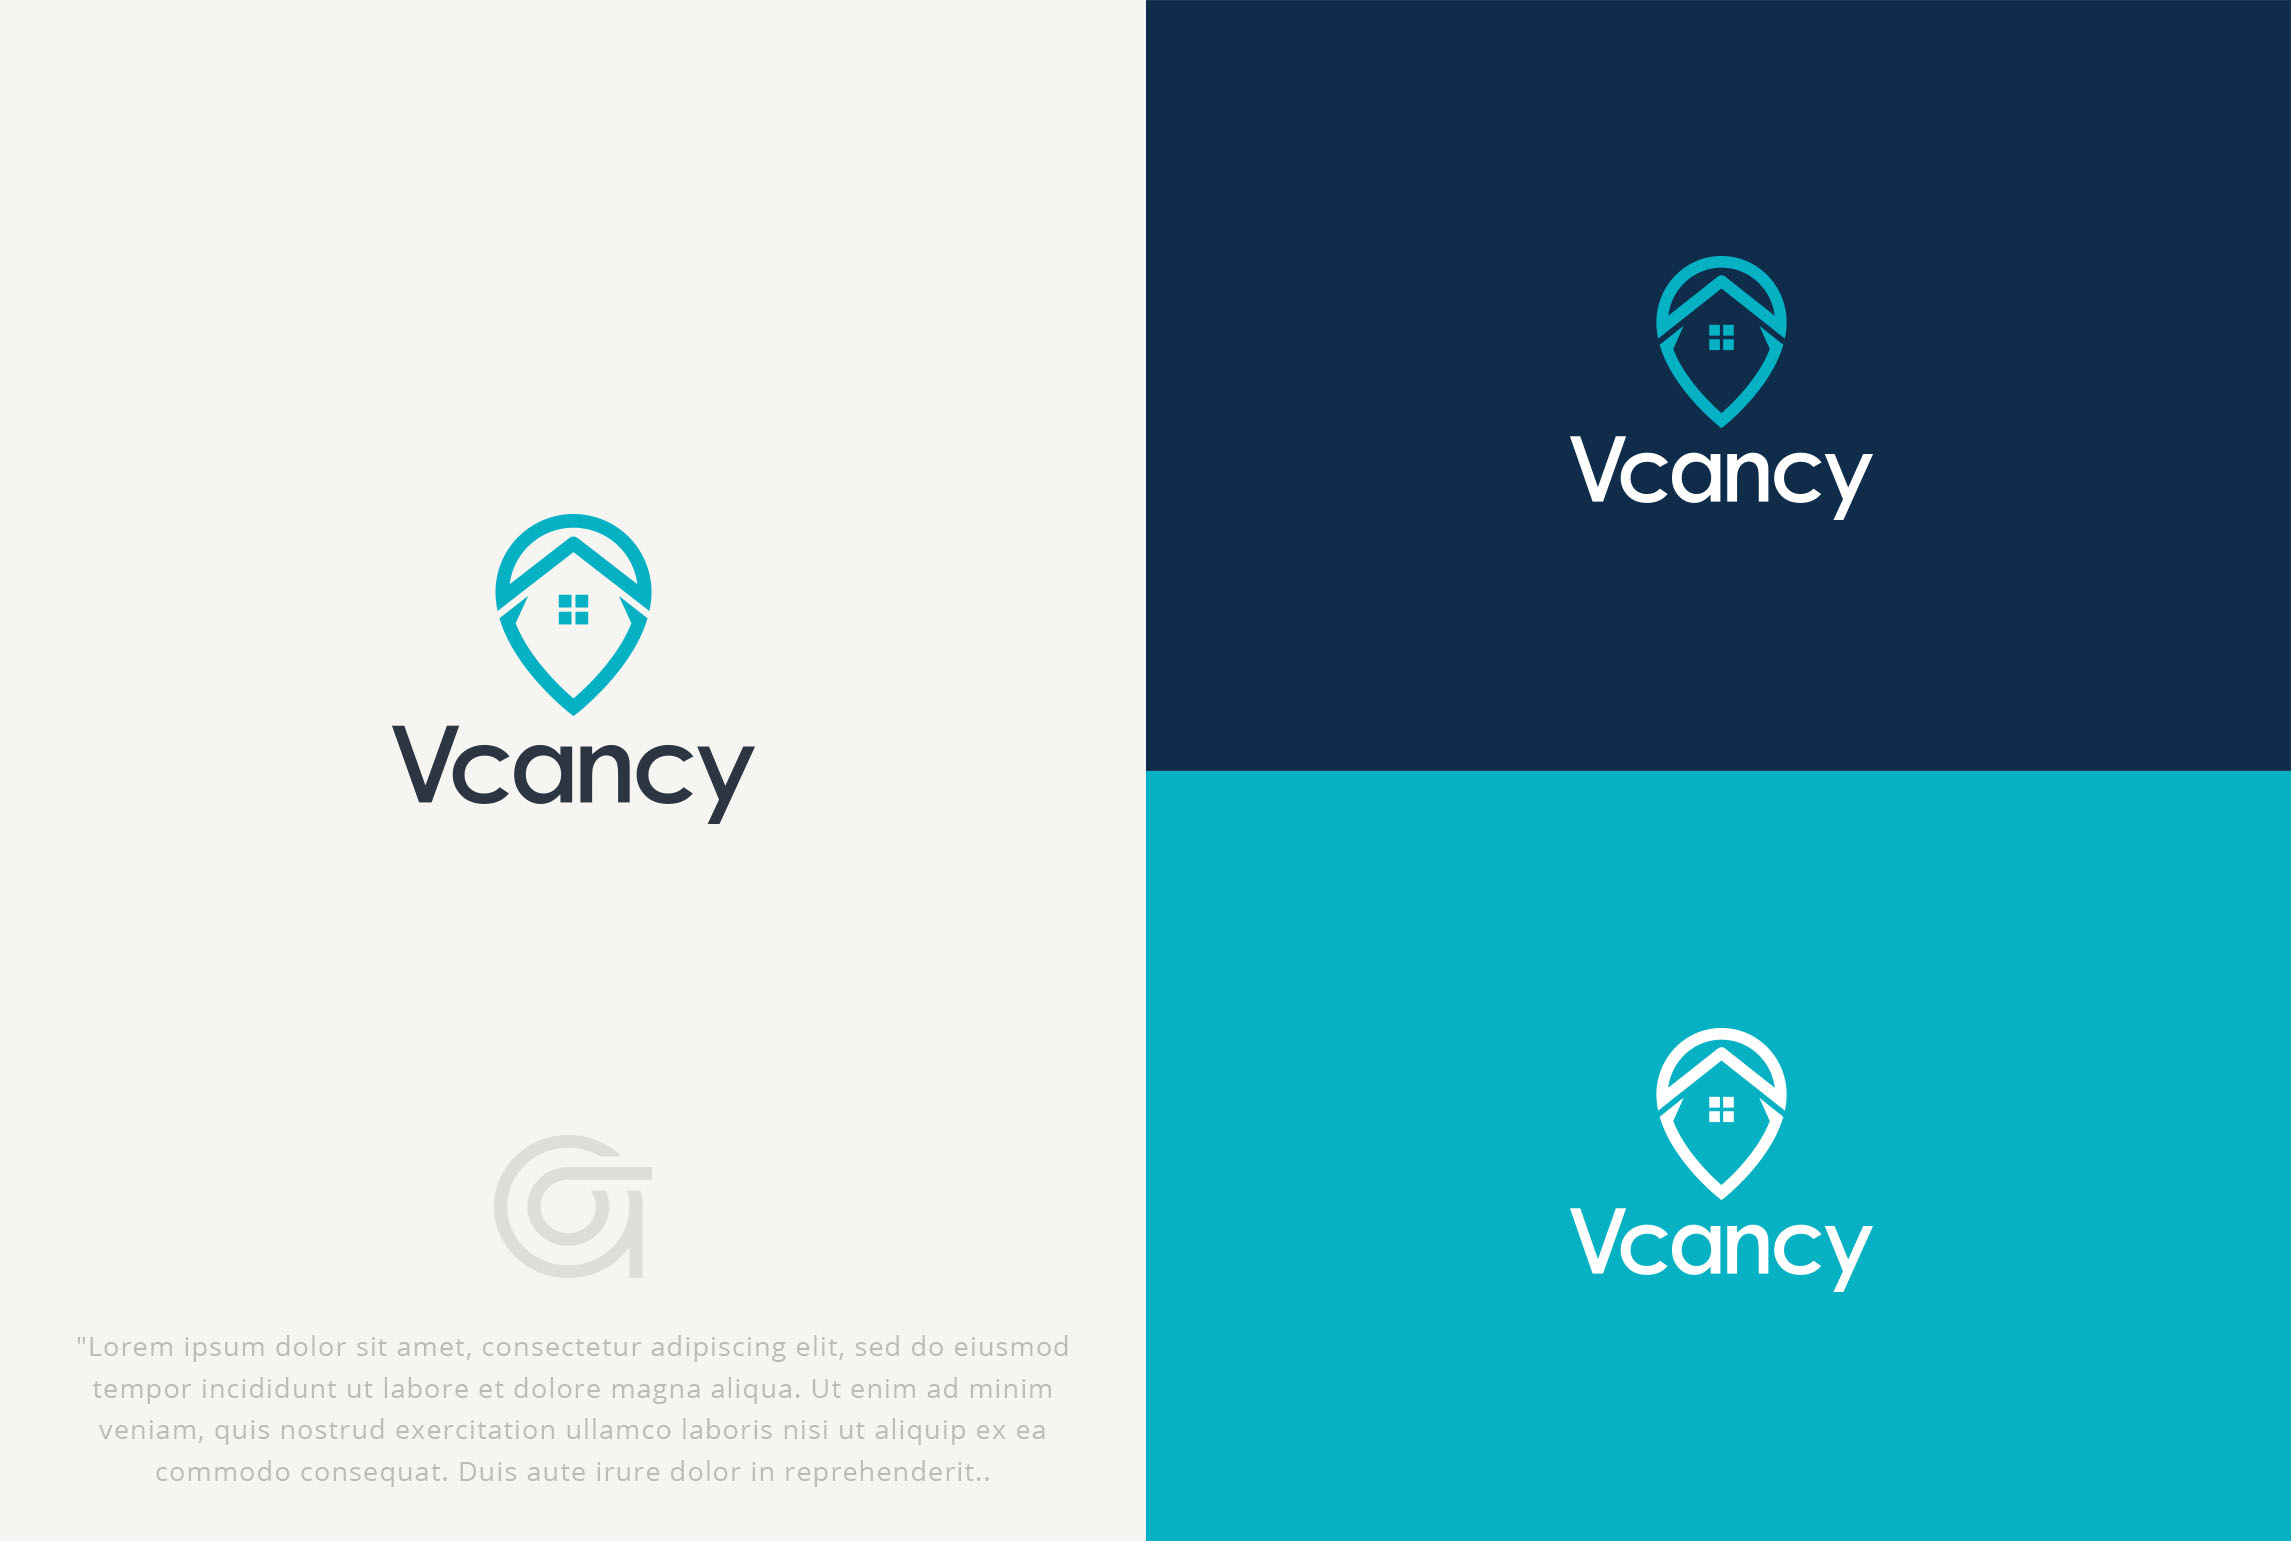 Vcancy
Vcancy
Vcancy
"Lorem ipsum dolor sit amet, consectetur adipiscing elit, sed do eiusmod
tempor incididunt ut labore et dolore magna aliqua. Ut enim ad minim
veniam, quis nostrud exercitation ullamco laboris nisi ut aliquip ex ea
commodo consequat. Duis aute irure dolor in reprehenderit..